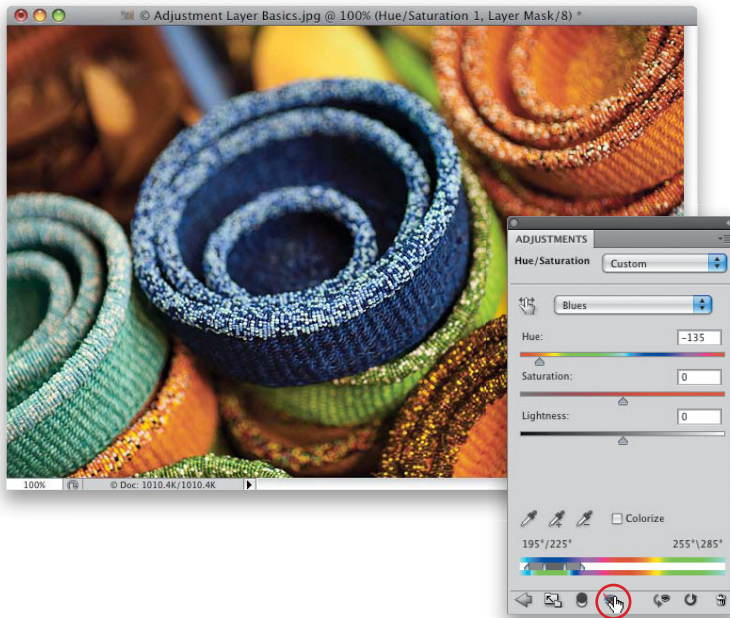 © Adjustment Layer Basics.jpg @ 100% (Hue/Saturation 1, Layer Mask/8) *
ADJUSTMENTS
Hue/Saturation Custom
Blues
Hue: -135
Saturation: 0
Lightness: 0
Colorize
195°/225° 255°\285°
100% © Doc: 1010.4K/1010.4K